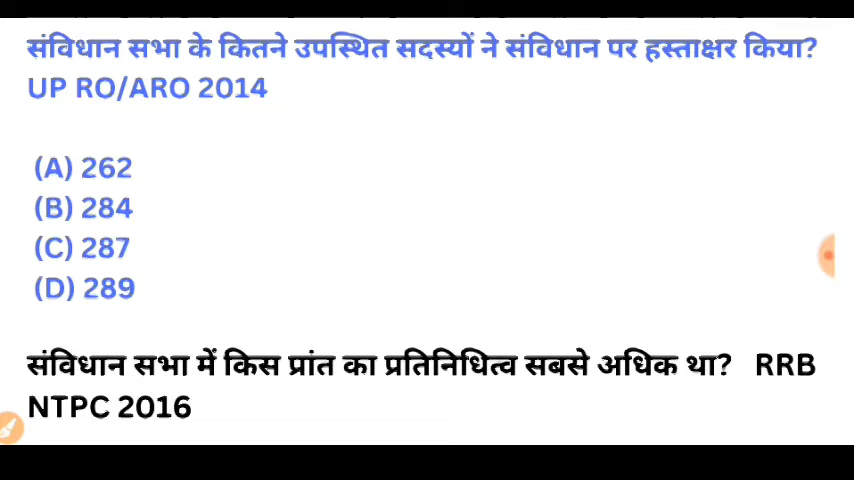 संविधान सभा के कितने उपस्थित सदस्यों ने संविधान पर हस्ताक्षर किया?
UP RO/ARO 2014
(A) 262
(B) 284
(C) 287
(D) 289
संविधान सभा में किस प्रांत का प्रतिनिधित्व सबसे अधिक था? RRB
NTPC 2016